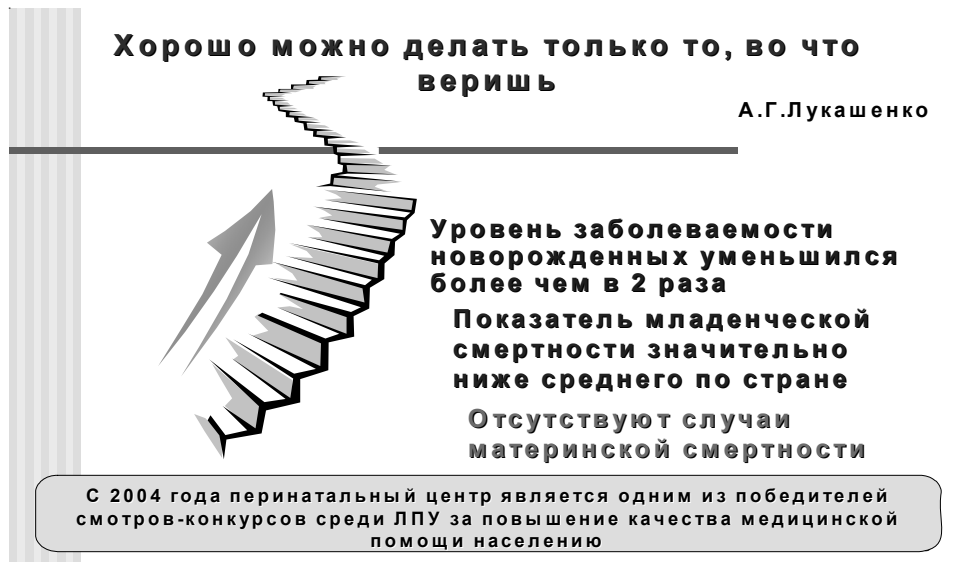 Хорошо можно делать только то, во что
веришь
А.Г.Лукашенко
Уровень заболеваемости
новорожденных уменьшился
более чем в 2 раза
Показатель младенческой
смертности значительно
ниже среднего по стране
Отсутствуют случаи
материнской смертности
С 2004 года перинатальный центр является одним из победителей
смотров-конкурсов среди ЛПУ за повышение качества медицинской
помощи населению